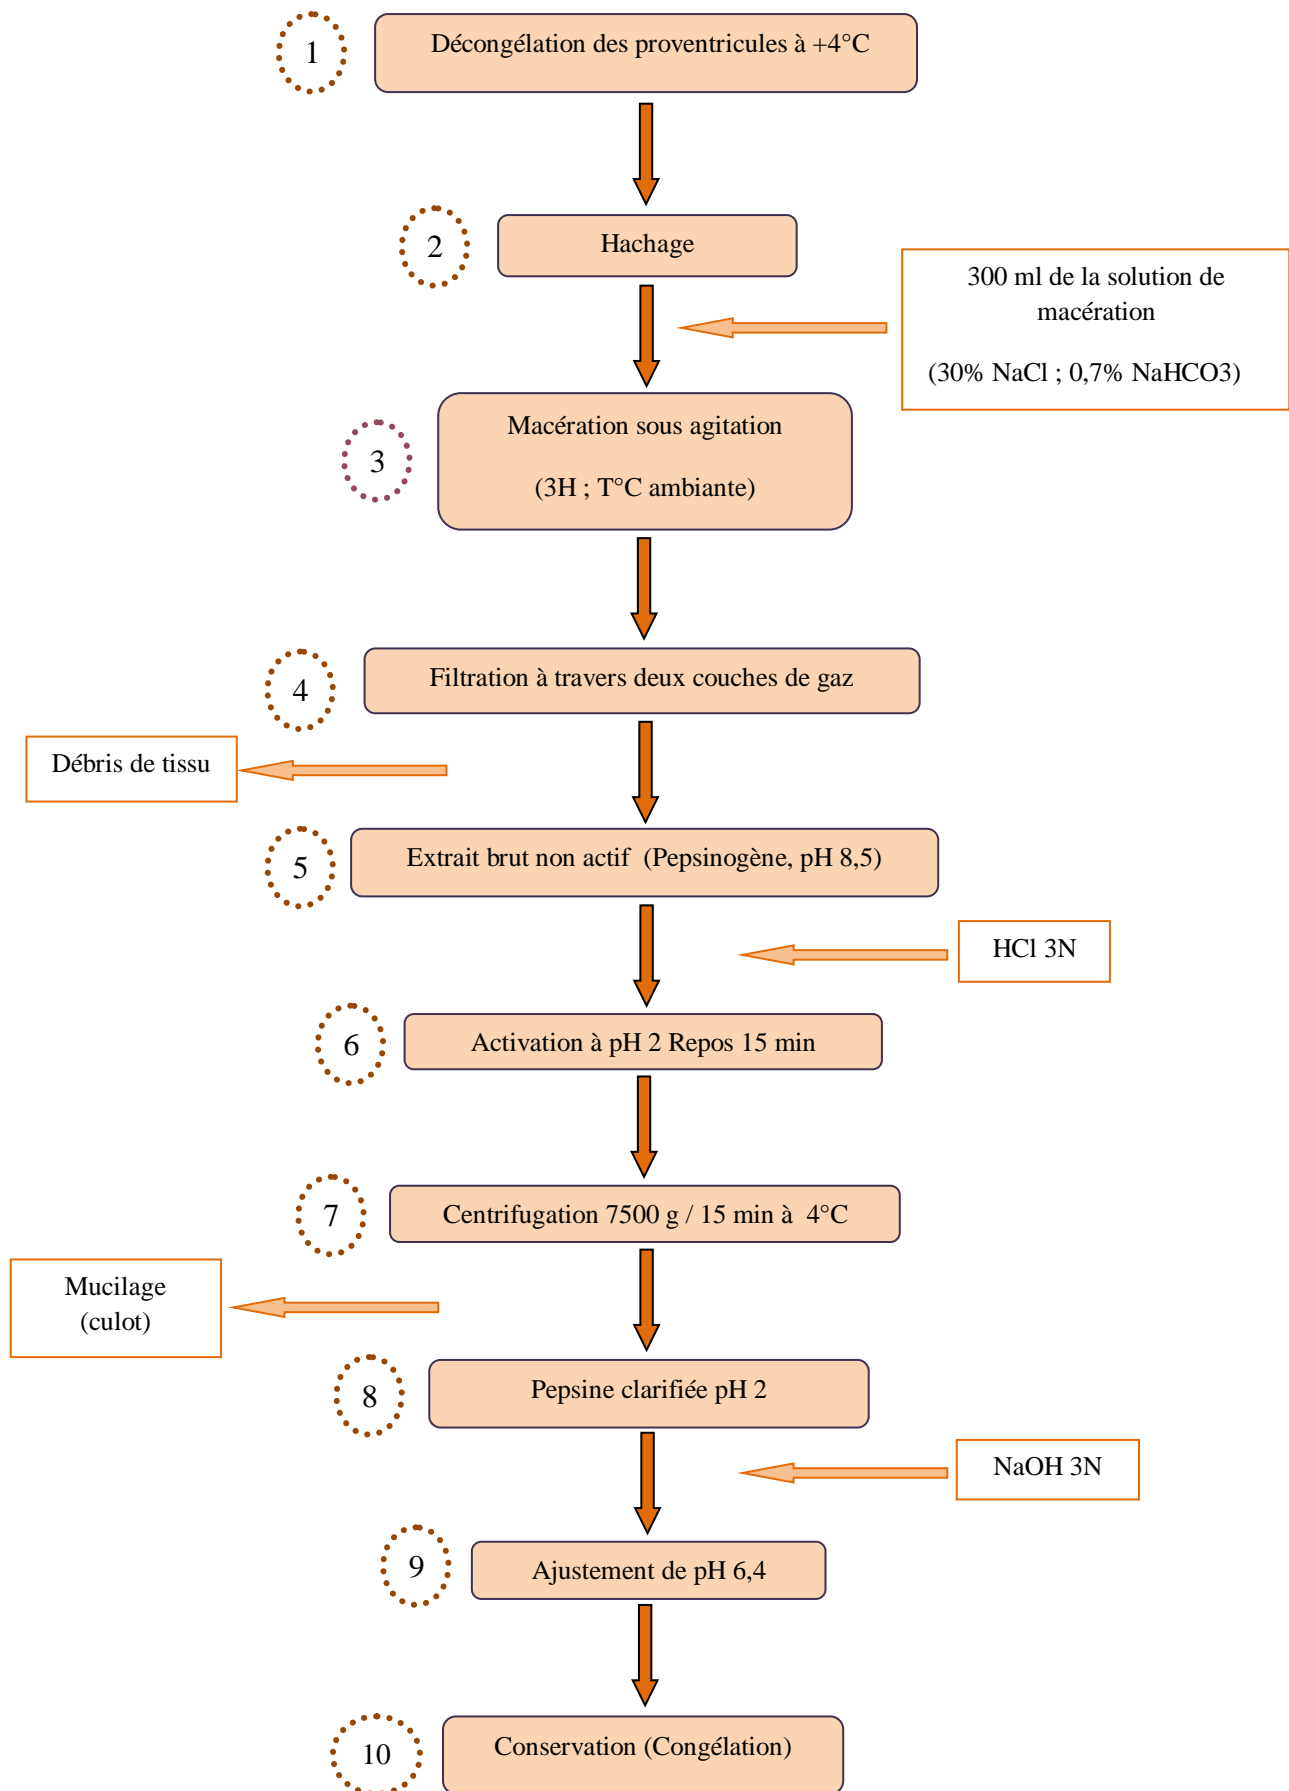 1
Décongélation des proventricules à +4°C
2
Hachage
300 ml de la solution de
macération
(30% NaCl ; 0,7% NaHCO3)
3
Macération sous agitation
(3H ; T°C ambiante)
4
Filtration à travers deux couches de gaz
Débris de tissu
5
Extrait brut non actif (Pepsinogène, pH 8,5)
HCl 3N
6
Activation à pH 2 Repos 15 min
7
Centrifugation 7500 g / 15 min à 4°C
Mucilage
(culot)
8
Pepsine clarifiée pH 2
NaOH 3N
9
Ajustement de pH 6,4
10
Conservation (Congélation)